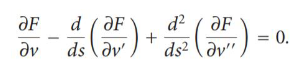 ∂F/∂ν − d/ds (∂F/∂ν′) + d²/ds² (∂F/∂ν″) = 0.